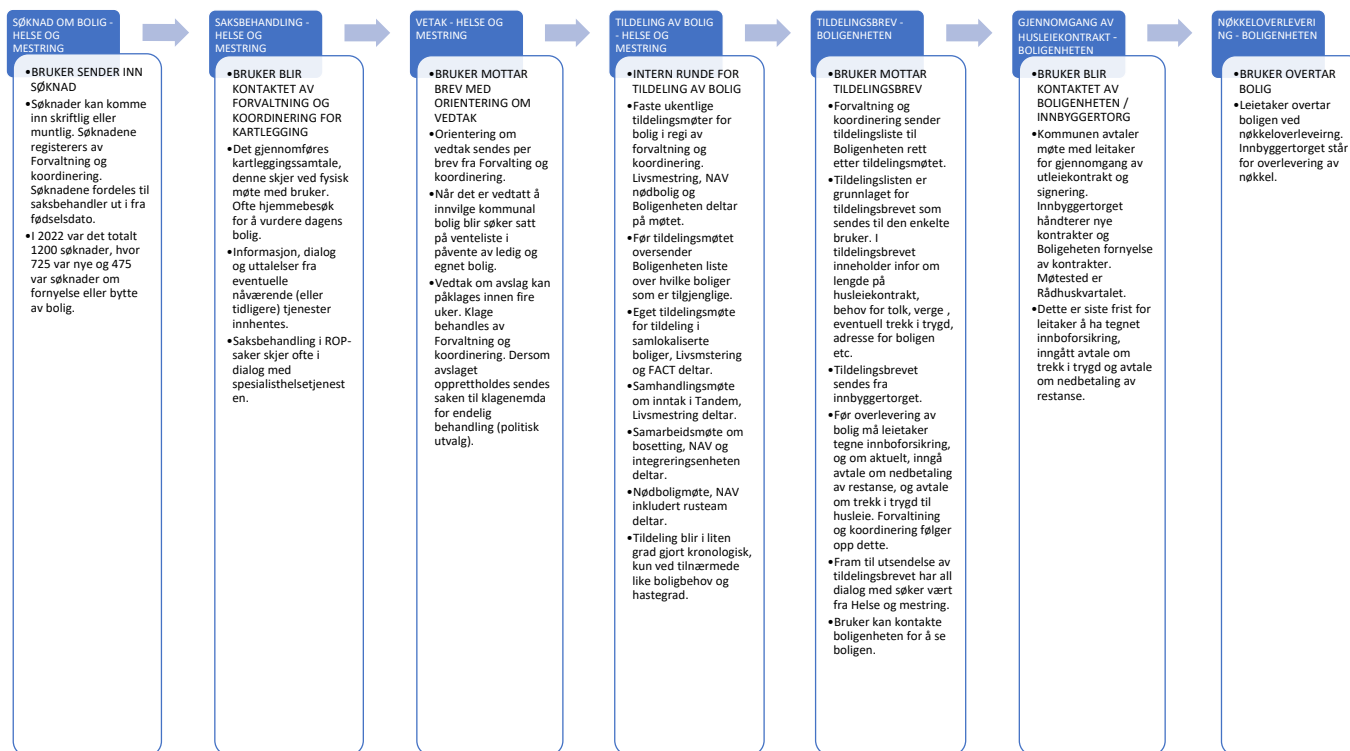 SØKNAD OM BOLIG -
HELSE OG
MESTRING
•BRUKER SENDER INN
SØKNAD
•Søknader kan komme
inn skriftlig eller
muntlig. Søknadene
registerers av
Forvaltning og
koordinering.
Søknadene fordeles til
saksbehandler ut i fra
fødselsdato.
•I 2022 var det totalt
1200 søknader, hvor
725 var nye og 475
var søknader om
fornyelse eller bytte
av bolig.
SAKSBEHANDLING -
HELSE OG
MESTRING
•BRUKER BLIR
KONTAKTET AV
FORVALTNING OG
KOORDINERING FOR
KARTLEGGING
•Det gjennomføres
kartleggingssamtale,
denne skjer ved fysisk
møte med bruker.
Ofte hjemmebesøk
for å vurdere dagens
bolig.
•Informasjon, dialog
og uttalelser fra
eventuelle
nåværende (eller
tidligere) tjenester
innhentes.
•Saksbehandling i ROP-
saker skjer ofte i
dialog med
spesialisthelsetjenest
en.
VETAK - HELSE OG
MESTRING
•BRUKER MOTTAR
BREV MED
ORIENTERING OM
VEDTAK
•Orientering om
vedtak sendes per
brev fra Forvalting og
koordinering.
•Når det er vedtatt å
innvilge kommunal
bolig blir søker satt
på venteliste i
påvente av ledig og
egnet bolig.
•Vedtak om avslag kan
påklages innen fire
uker. Klage
behandles av
Forvaltning og
koordinering. Dersom
avslaget
opprettholdes sendes
saken til klagenemda
for endelig
behandling (politisk
utvalg).
TILDELING AV BOLIG
- HELSE OG
MESTRING
•INTERN RUNDE FOR
TILDELING AV BOLIG
•Faste ukentlige
tildelingsmøter for
bolig i regi av
forvaltning og
koordinering.
Livsmestring, NAV
nødbolig og
Boligenheten deltar
på møtet.
•Før tildelingsmøtet
oversender
Boligenheten liste
over hvilke boliger
som er tilgjenglige.
•Eget tildelingsmøte
for tildeling i
samlokaliserte
boliger, Livsmstering
og FACT deltar.
•Samhandlingsmøte
om inntak i Tandem,
Livsmestring deltar.
•Samarbeidsmøte om
bosetting, NAV og
integreringsenheten
deltar.
•Nødboligmøte, NAV
inkludert rusteam
deltar.
•Tildeling blir i liten
grad gjort kronologisk,
kun ved tilnærmede
like boligbehov og
hastegrad.
TILDELINGSBREV -
BOLIGENHETEN
•BRUKER MOTTAR
TILDELINGSBREV
•Forvaltning og
koordinering sender
tildelingsliste til
Boligenheten rett
etter tildelingsmøtet.
•Tildelingslisten er
grunnlaget for
tildelingsbrevet som
sendes til den enkelte
bruker. I
tildelingsbrevet
inneholder infor om
lengde på
husleiekontrakt,
behov for tolk, verge ,
eventuell trekk i trygd,
adresse for boligen
etc.
•Tildelingsbrevet
sendes fra
innbyggertorget.
•Før overlevering av
bolig må leietaker
tegne innboforsikring,
og om aktuelt, inngå
avtale om nedbetaling
av restanse, og avtale
om trekk i trygd til
husleie. Forvaltining
og koordinering følger
opp dette.
•Fram til utsendelse av
tildelingsbrevet har all
dialog med søker vært
fra Helse og mestring.
•Bruker kan kontakte
boligenheten for å se
boligen.
GJENNOMGANG AV
HUSLEIEKONTRAKT -
BOLIGENHETEN
•BRUKER BLIR
KONTAKTET AV
BOLIGENHETEN /
INNBYGGERTORG
•Kommunen avtaler
møte med leitaker
for gjennomgang av
utleiekontrakt og
signering.
Innbyggertorget
håndterer nye
kontrakter og
Boligeheten fornyelse
av kontrakter.
Møtested er
Rådhuskvartalet.
•Dette er siste frist for
leitaker å ha tegnet
innboforsikring,
inngått avtale om
trekk i trygd og avtale
om nedbetaling av
restanse.
NØKKELOVERLEVERI
NG - BOLIGENHETEN
•BRUKER OVERTAR
BOLIG
•Leietaker overtar
boligen ved
nøkkeloverleveirng.
Innbyggertorget står
for overlevering av
nøkkel.